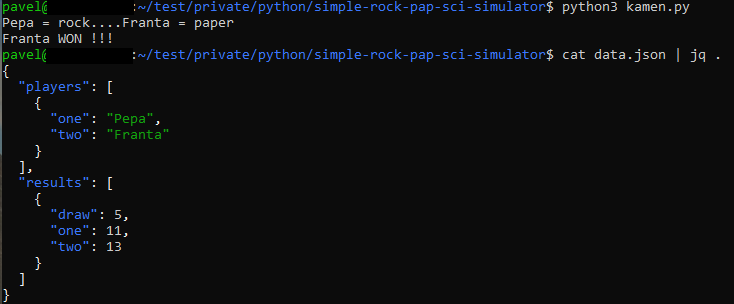 pavel@ :~/test/private/python/simple-rock-pap-sci-simulator$ python3 kamen.py
Pepa = rock....Franta = paper
Franta WON !!!
pavel@ :~/test/private/python/simple-rock-pap-sci-simulator$ cat data.json | jq .
{
  "players": [
    {
      "one": "Pepa",
      "two": "Franta"
    }
  ],
  "results": [
    {
      "draw": 5,
      "one": 11,
      "two": 13
    }
  ]
}